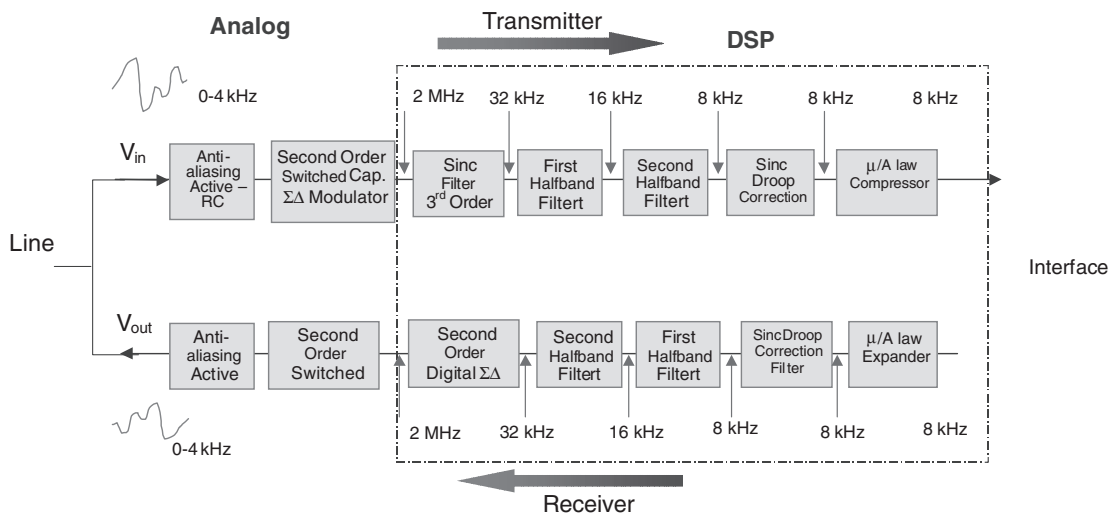 Transmitter
Analog
DSP
0-4 kHz
2 MHz
32 kHz
16 kHz
8 kHz
8 kHz
8 kHz
Vin
Anti-
aliasing
Active –
RC
Second Order
Switched Cap.
ΣΔ Modulator
Sinc
Filter
3rd Order
First
Halfband
Filtert
Second
Halfband
Filtert
Sinc
Droop
Correction
μ/A law
Compressor
Line
Interface
Vout
Anti-
aliasing
Active
Second
Order
Switched
Second
Order
Digital ΣΔ
Second
Halfband
Filtert
First
Halfband
Filtert
SincDroop
Correction
Filter
μ/A law
Expander
0-4 kHz
2 MHz
32 kHz
16 kHz
8 kHz
8 kHz
8 kHz
Receiver